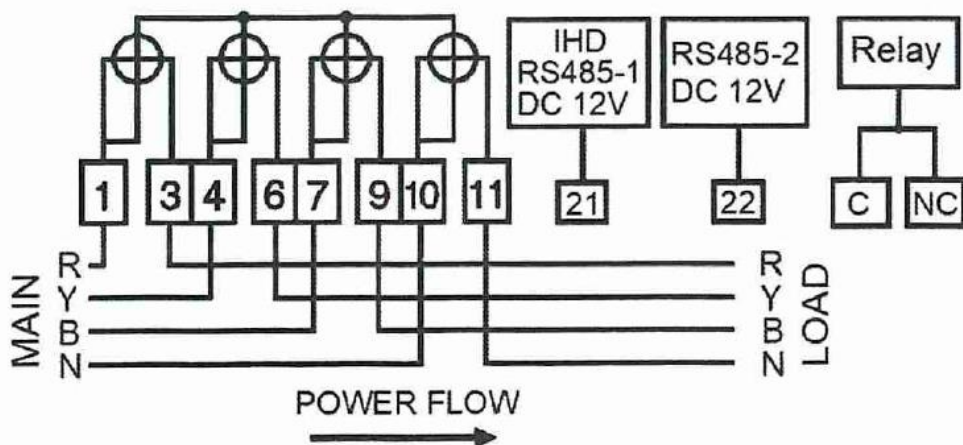 IHD
RS485-1
DC 12V
RS485-2
DC 12V
Relay
1 3 4 6 7 9 10 11
21
22
C
NC
MAIN
R
Y
B
N
R
Y
B
N
LOAD
POWER FLOW